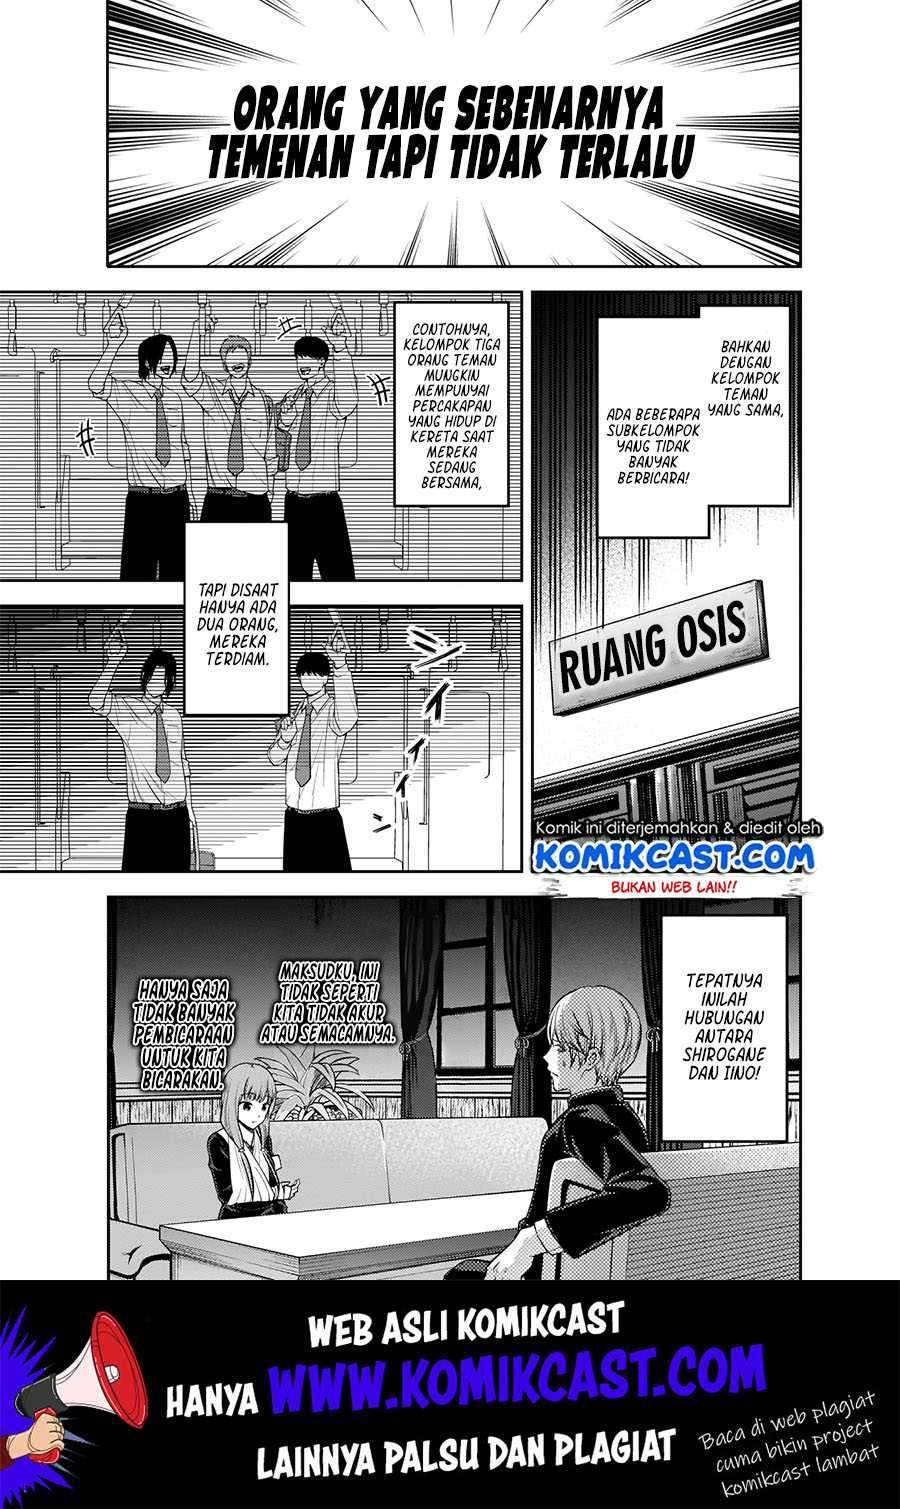 ORANG YANG SEBENARNYA
TEMENAN TAPI TIDAK TERLALU
BAHKAN
DENGAN
KELOMPOK
TEMAN
YANG SAMA,
ADA BEBERAPA
SUBKELOMPOK
YANG TIDAK
BANYAK
BERBICARA!
RUANG OSIS
CONTOHNYA,
KELOMPOK TIGA
ORANG TEMAN
MUNGKIN
MEMPUNYAI
PERCAKAPAN
YANG HIDUP DI
KERETA SAAT
MEREKA
SEDANG
BERSAMA,
TAPI DISAAT
HANYA ADA
DUA ORANG,
MEREKA
TERDIAM.
Komik ini diterjemahkan & diedit oleh
KOMIKCAST.COM
BUKAN WEB LAIN!!
TEPATNYA
INILAH
HUBUNGAN
ANTARA
SHIROGANE
DAN IINO!
MAKSUDKU, INI
TIDAK SEPERTI
KITA TIDAK AKUR
ATAU SEMACAMNYA.
HANYA SAJA
TIDAK BANYAK
PEMBICARAAN
UNTUK KITA
BICARAKAN.
WEB ASLI KOMIKCAST
HANYA WWW.KOMIKCAST.COM
LAINNYA PALSU DAN PLAGIAT
Baca di web plagiat
cuma bikin project
komikcast lambat